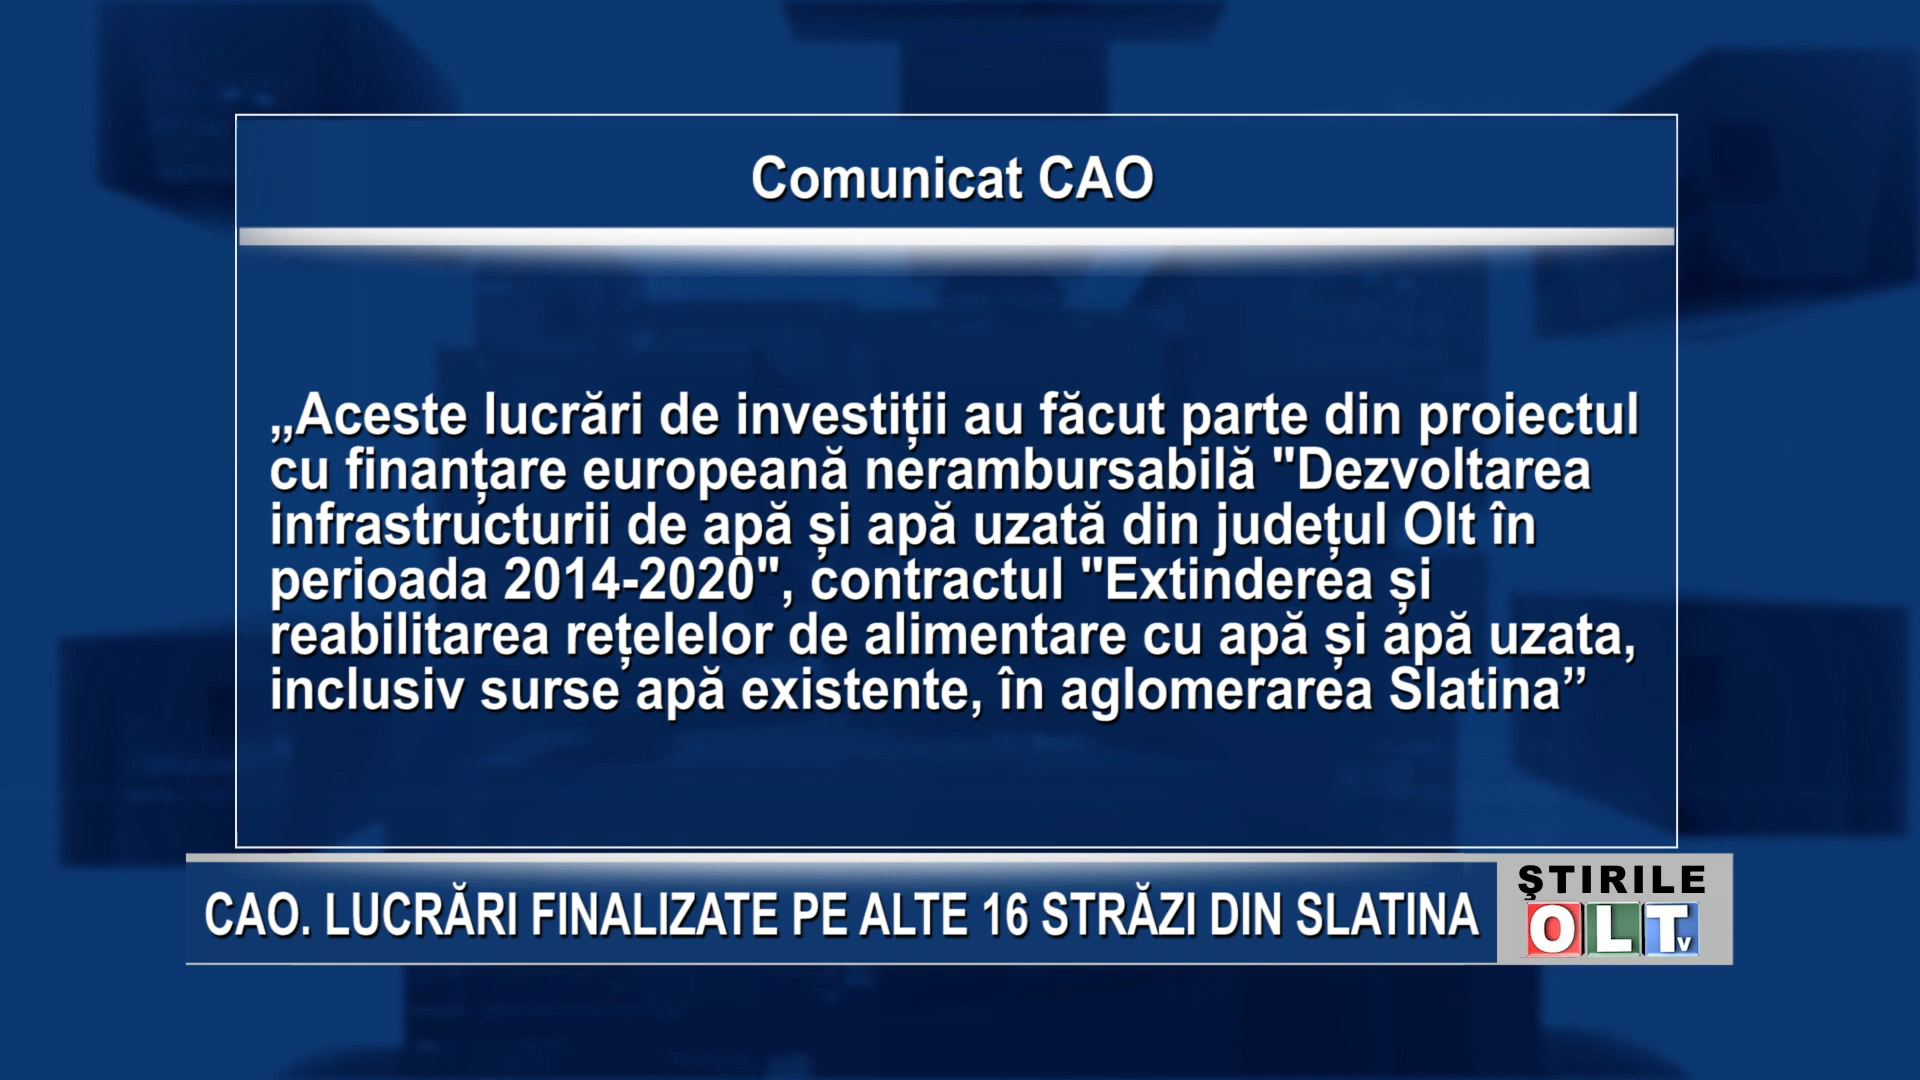 Comunicat CAO
„Aceste lucrări de investiții au făcut parte din proiectul
cu finanțare europeană nerambursabilă "Dezvoltarea
infrastructurii de apă și apă uzată din județul Olt în
perioada 2014-2020", contractul "Extinderea și
reabilitarea rețelelor de alimentare cu apă și apă uzata,
inclusiv surse apă existente, în aglomerarea Slatina”
CAO. LUCRĂRI FINALIZATE PE ALTE 16 STRĂZI DIN SLATINA
ŞTIRILE
OLTv